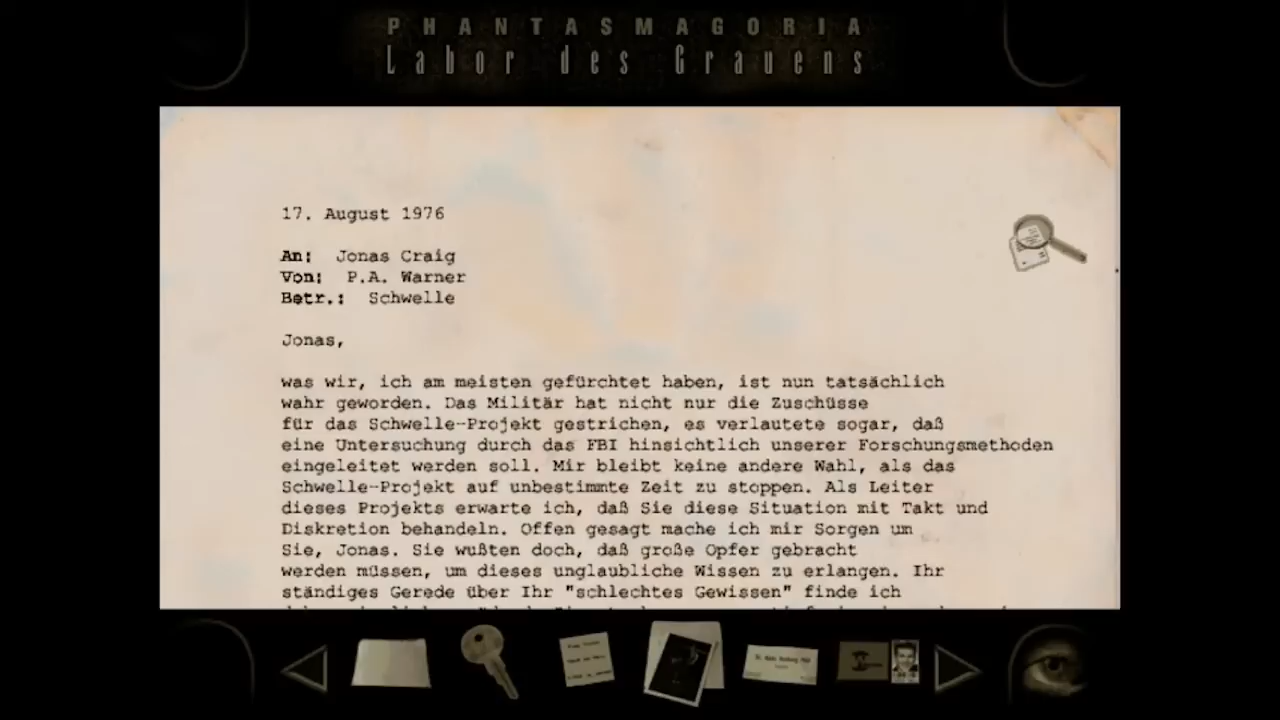 PHANTASMAGORIA
Labor des Grauens
17. August 1976
An: Jonas Craig
Von: P.A. Warner
Betr.: Schwelle
Jonas,
was wir, ich am meisten gefürchtet haben, ist nun tatsächlich
wahr geworden. Das Militär hat nicht nur die Zuschüsse
für das Schwelle-Projekt gestrichen, es verlautete sogar, daß
eine Untersuchung durch das FBI hinsichtlich unserer Forschungsmethoden
eingeleitet werden soll. Mir bleibt keine andere Wahl, als das
Schwelle-Projekt auf unbestimmte Zeit zu stoppen. Als Leiter
dieses Projekts erwarte ich, daß Sie diese Situation mit Takt und
Diskretion behandeln. Offen gesagt mache ich mir Sorgen um
Sie, Jonas. Sie wußten doch, daß große Opfer gebracht
werden müssen, um dieses unglaubliche Wissen zu erlangen. Ihr
ständiges Gerede über Ihr "schlechtes Gewissen" finde ich